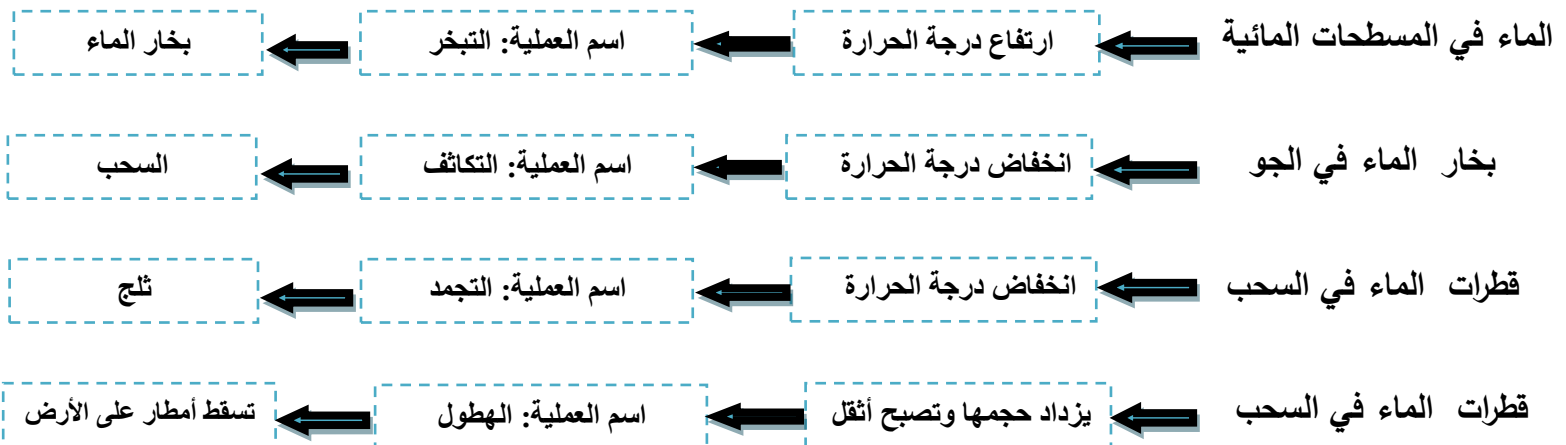 الماء في المسطحات المائية ارتفاع درجة الحرارة اسم العملية: التبخر بخار الماء
بخار الماء في الجو انخفاض درجة الحرارة اسم العملية: التكاثف السحب
قطرات الماء في السحب انخفاض درجة الحرارة اسم العملية: التجمد ثلج
قطرات الماء في السحب يزداد حجمها وتصبح أثقل اسم العملية: الهطول تسقط أمطار على الأرض